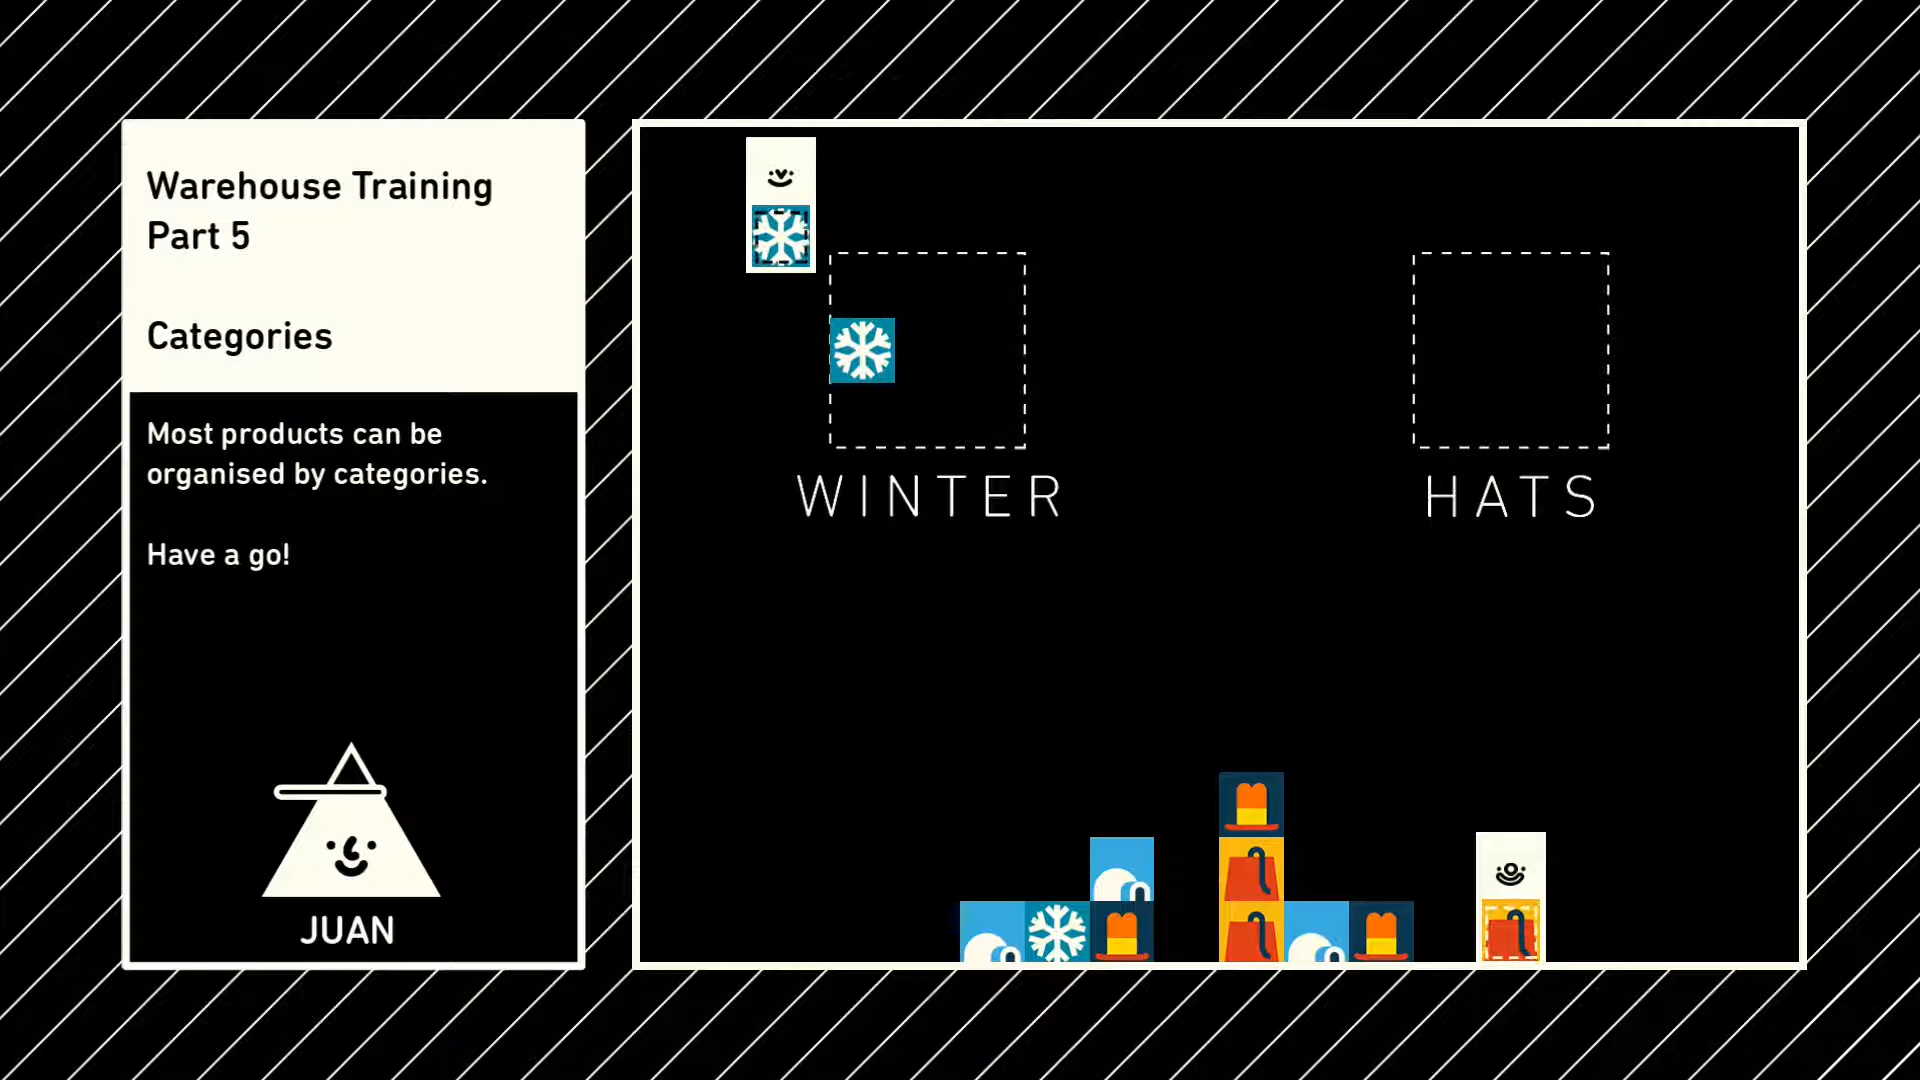 Warehouse Training
Part 5
Categories
Most products can be
organised by categories.
Have a go!
JUAN
WINTER
HATS